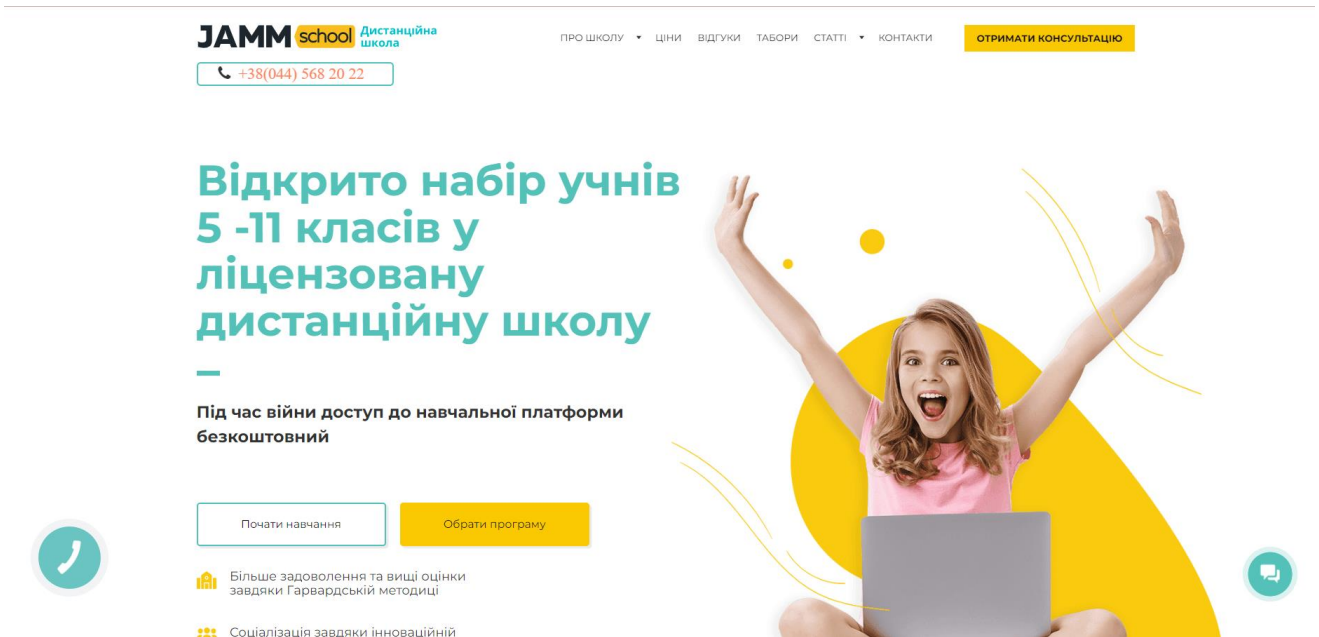 JAMM school Дистанційна
школа
+38(044) 568 20 22
ПРО ШКОЛУ ЦІНИ ВІДГУКИ ТАБОРИ СТАТТІ КОНТАКТИ
ОТРИМАТИ КОНСУЛЬТАЦІЮ
Відкрито набір учнів
5 -11 класів у
ліцензовану
дистанційну школу
–
Під час війни доступ до навчальної платформи
безкоштовний
Почати навчання
Обрати програму
Більше задоволення та вищі оцінки
завдяки Гарвардській методиці
Соціалізація завдяки інноваційній